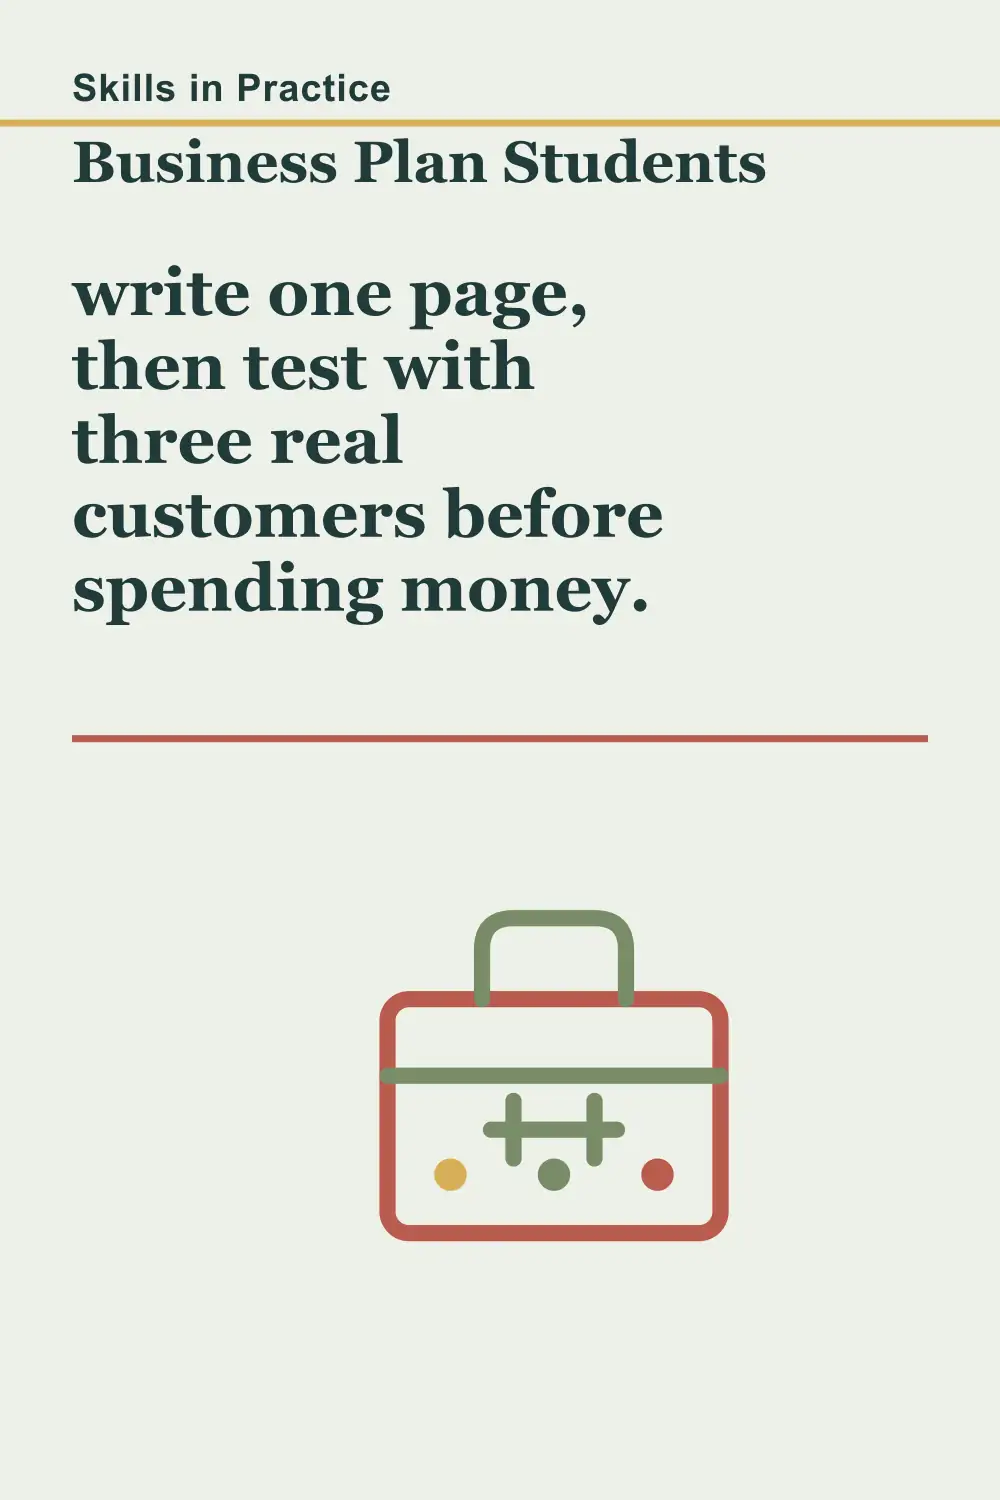 Skills in Practice
Business Plan Students
write one page,
then test with
three real
customers before
spending money.